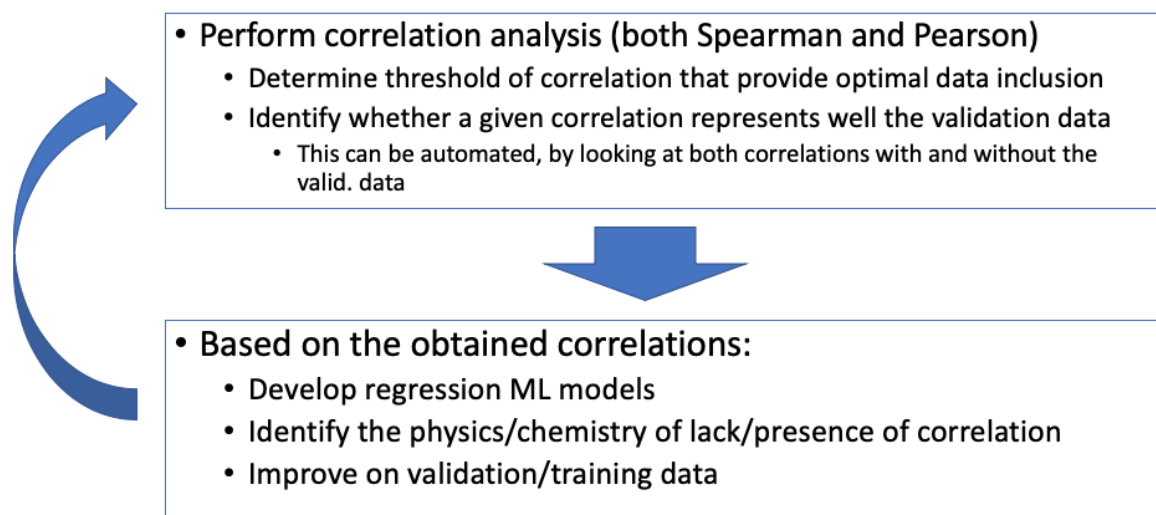 • Perform correlation analysis (both Spearman and Pearson)
• Determine threshold of correlation that provide optimal data inclusion
• Identify whether a given correlation represents well the validation data
• This can be automated, by looking at both correlations with and without the
valid. data
• Based on the obtained correlations:
• Develop regression ML models
• Identify the physics/chemistry of lack/presence of correlation
• Improve on validation/training data